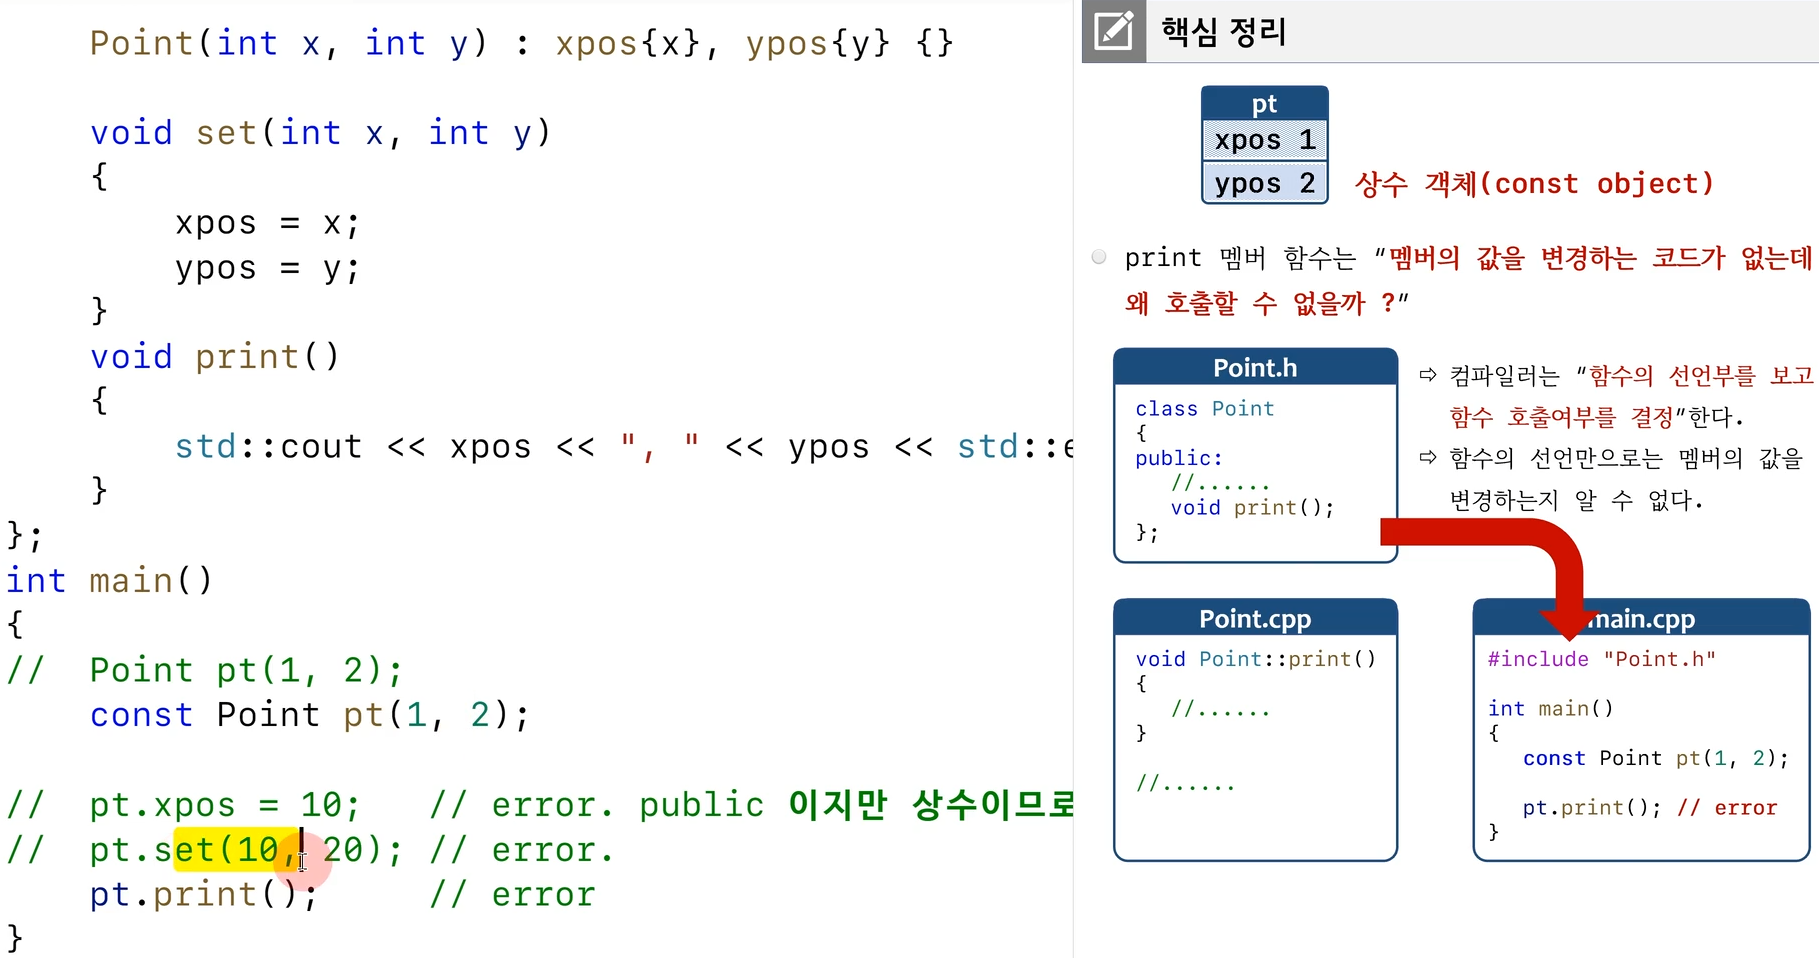 Point(int x, int y) : xpos{x}, ypos{y} {}
void set(int x, int y)
{
xpos = x;
ypos = y;
}
void print()
{
std::cout << xpos << ", " << ypos << std::e
}
};
int main()
{
// Point pt(1, 2);
const Point pt(1, 2);
// pt.xpos = 10; // error. public 이지만 상수이므로
// pt.set(10, 20); // error.
pt.print(); // error
}
핵심 정리
pt
xpos 1
ypos 2
상수 객체(const object)
print 멤버 함수는 "멤버의 값을 변경하는 코드가 없는데
왜 호출할 수 없을까 ?"
Point.h
class Point
{
public:
//......
void print();
};
⇨ 컴파일러는 "함수의 선언부를 보고
함수 호출여부를 결정"한다.
⇨ 함수의 선언만으로는 멤버의 값을
변경하는지 알 수 없다.
Point.cpp
void Point::print()
{
//......
}
//......
main.cpp
#include "Point.h"
int main()
{
const Point pt(1, 2);
pt.print(); // error
}